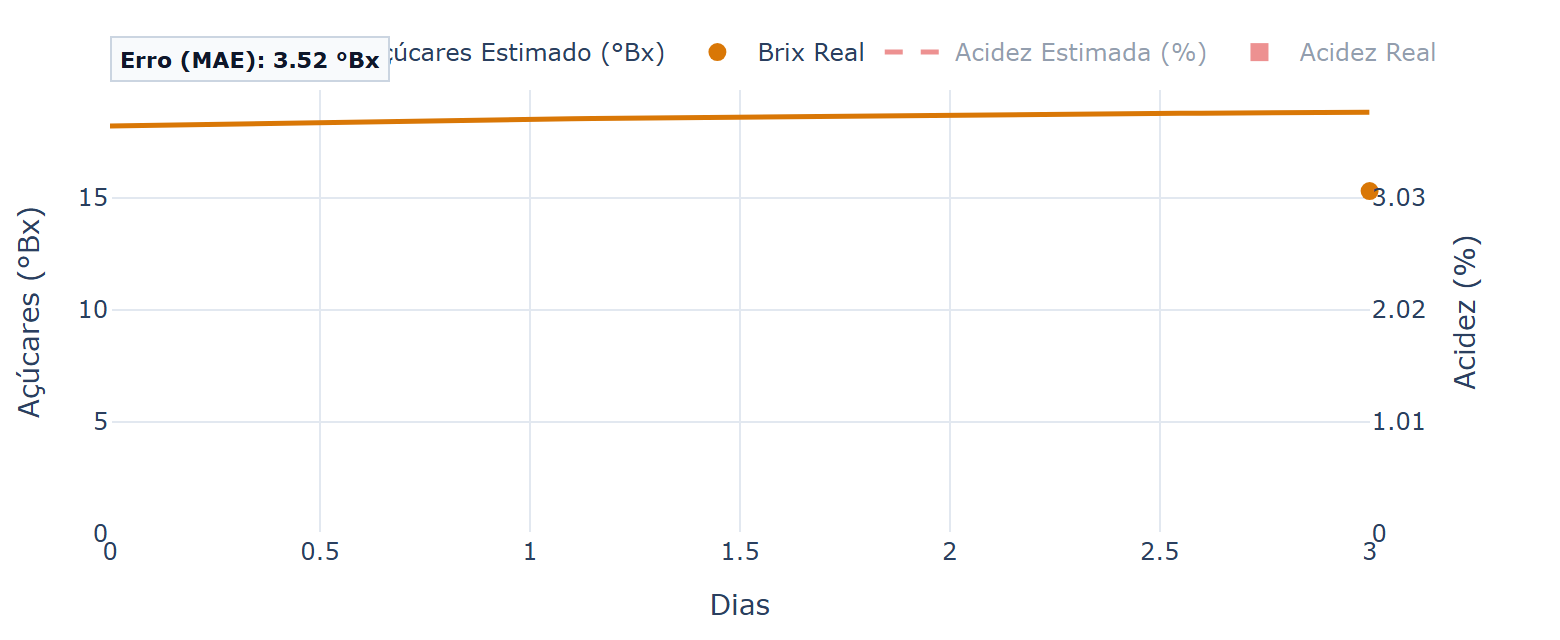 Erro (MAE): 3.52 °Bx
çúcares Estimado (°Bx) Brix Real Acidez Estimada (%) Acidez Real
15 3.03
10 2.02
5 1.01
0 0
Açúcares (°Bx)
Acidez (%)
0 0.5 1 1.5 2 2.5 3
Dias